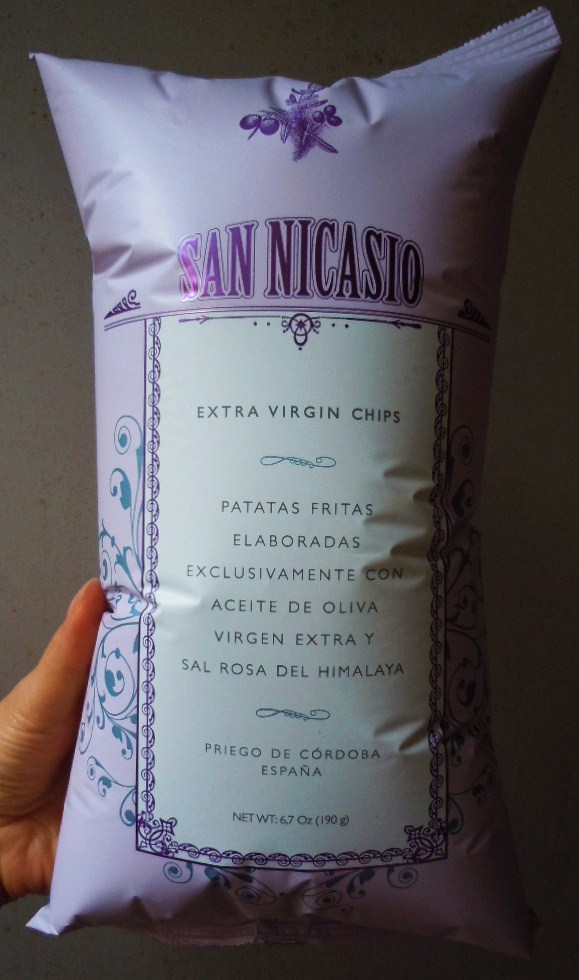 SAN NICASIO
EXTRA VIRGIN CHIPS
PATATAS FRITAS
ELABORADAS
EXCLUSIVAMENTE CON
ACEITE DE OLIVA
VIRGEN EXTRA Y
SAL ROSA DEL HIMALAYA
PRIEGO DE CÓRDOBA
ESPAÑA
NET WT: 6,7 Oz (190 g)